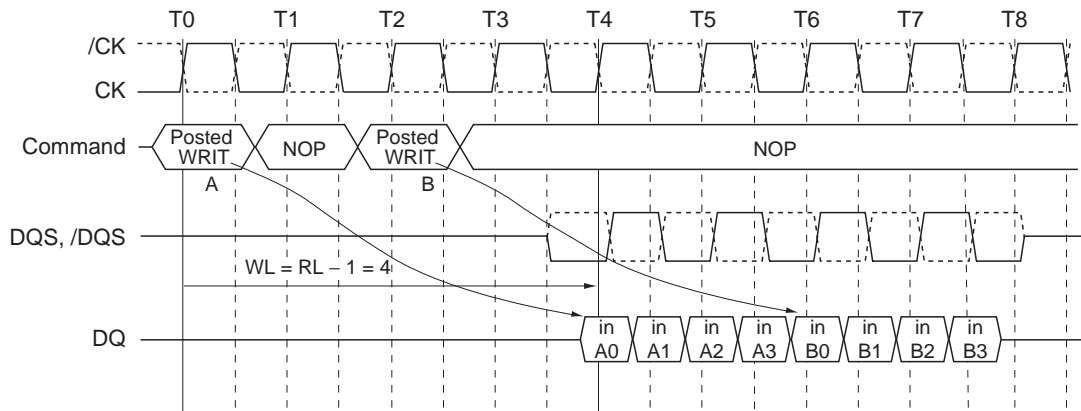 T0 T1 T2 T3 T4 T5 T6 T7 T8
/CK
CK
Command
Posted
WRIT
A
NOP
Posted
WRIT
B
NOP
DQS, /DQS
WL = RL − 1 = 4
DQ
in
A0
in
A1
in
A2
in
A3
in
B0
in
B1
in
B2
in
B3